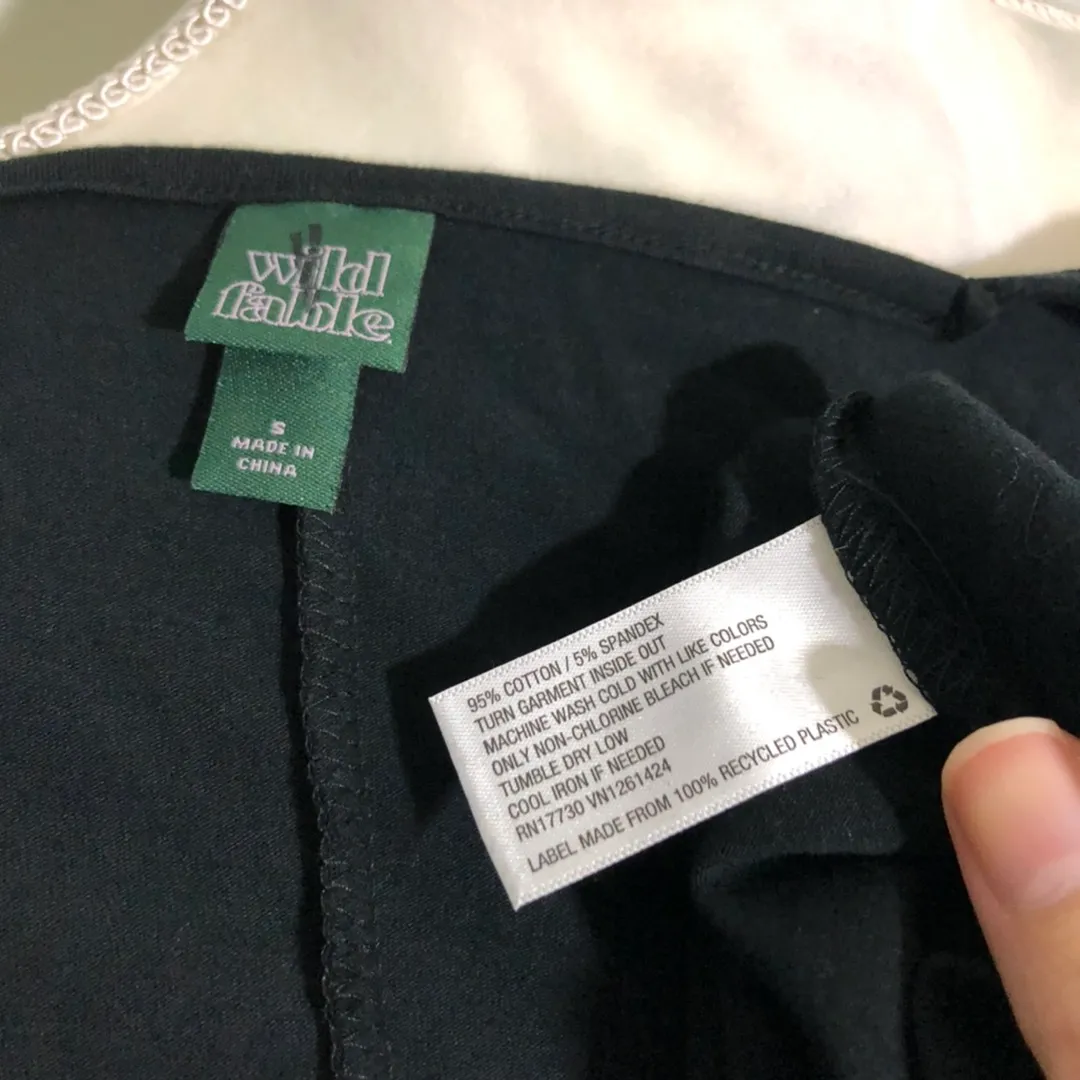 wild
fable
S
MADE IN
CHINA
95% COTTON / 5% SPANDEX
TURN GARMENT INSIDE OUT
MACHINE WASH COLD WITH LIKE COLORS
ONLY NON-CHLORINE BLEACH IF NEEDED
TUMBLE DRY LOW
COOL IRON IF NEEDED
RN17730 VN1261424
LABEL MADE FROM 100% RECYCLED PLASTIC